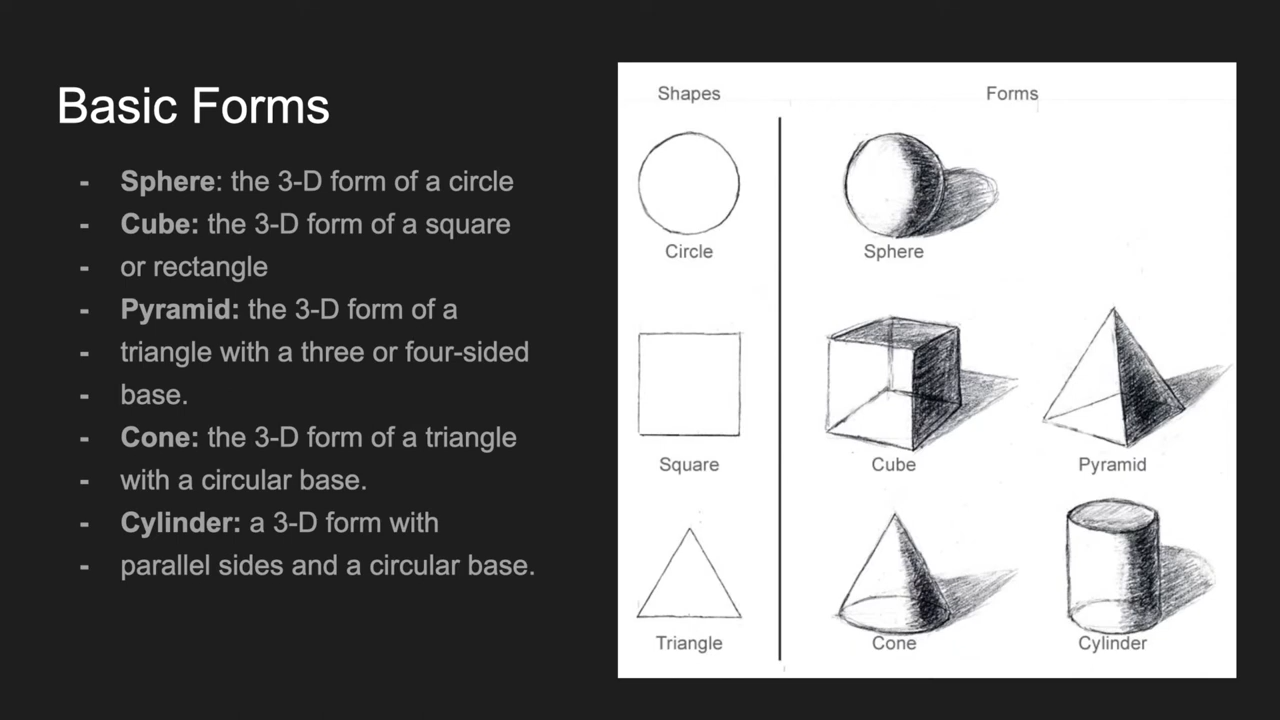 Basic Forms
- Sphere: the 3-D form of a circle
- Cube: the 3-D form of a square
- or rectangle
- Pyramid: the 3-D form of a
- triangle with a three or four-sided
- base.
- Cone: the 3-D form of a triangle
- with a circular base.
- Cylinder: a 3-D form with
- parallel sides and a circular base.
Shapes
Forms
Circle
Sphere
Square
Cube
Pyramid
Triangle
Cone
Cylinder